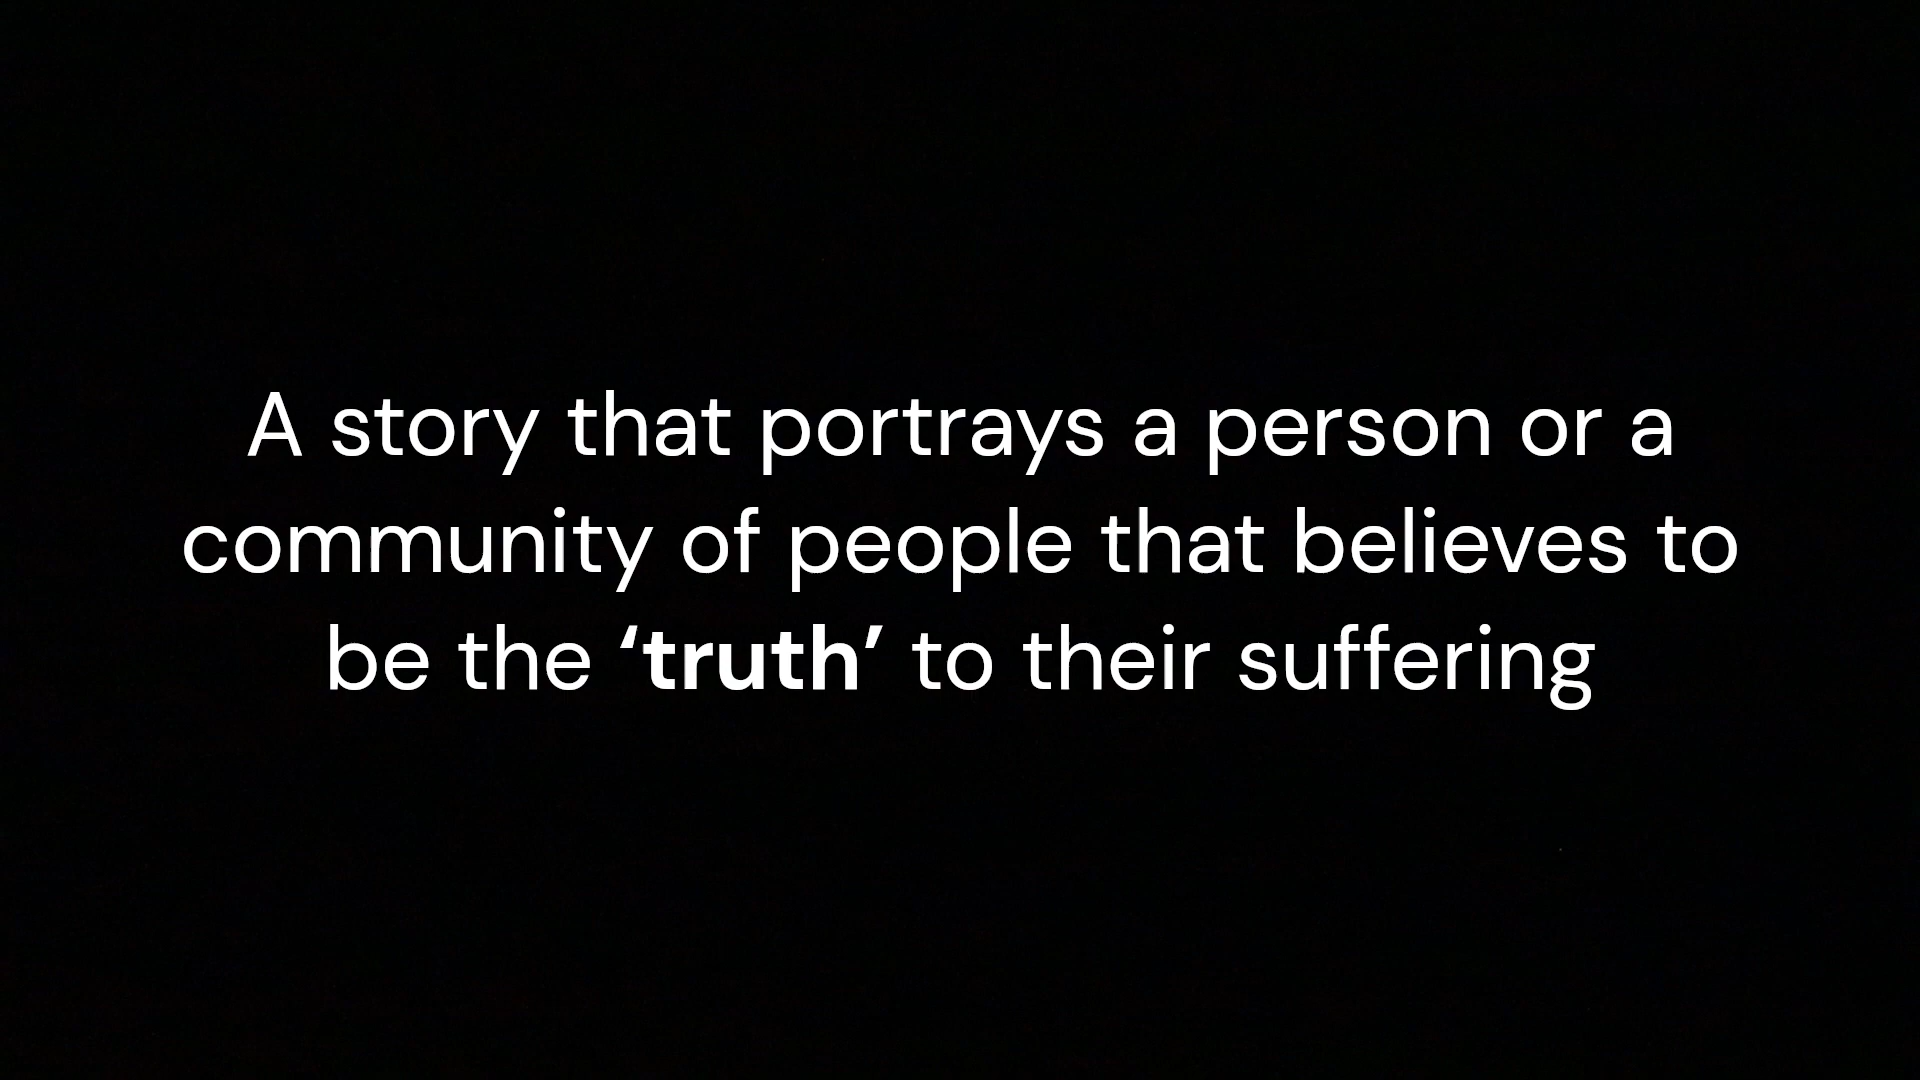 A story that portrays a person or a
community of people that believes to
be the ‘truth’ to their suffering